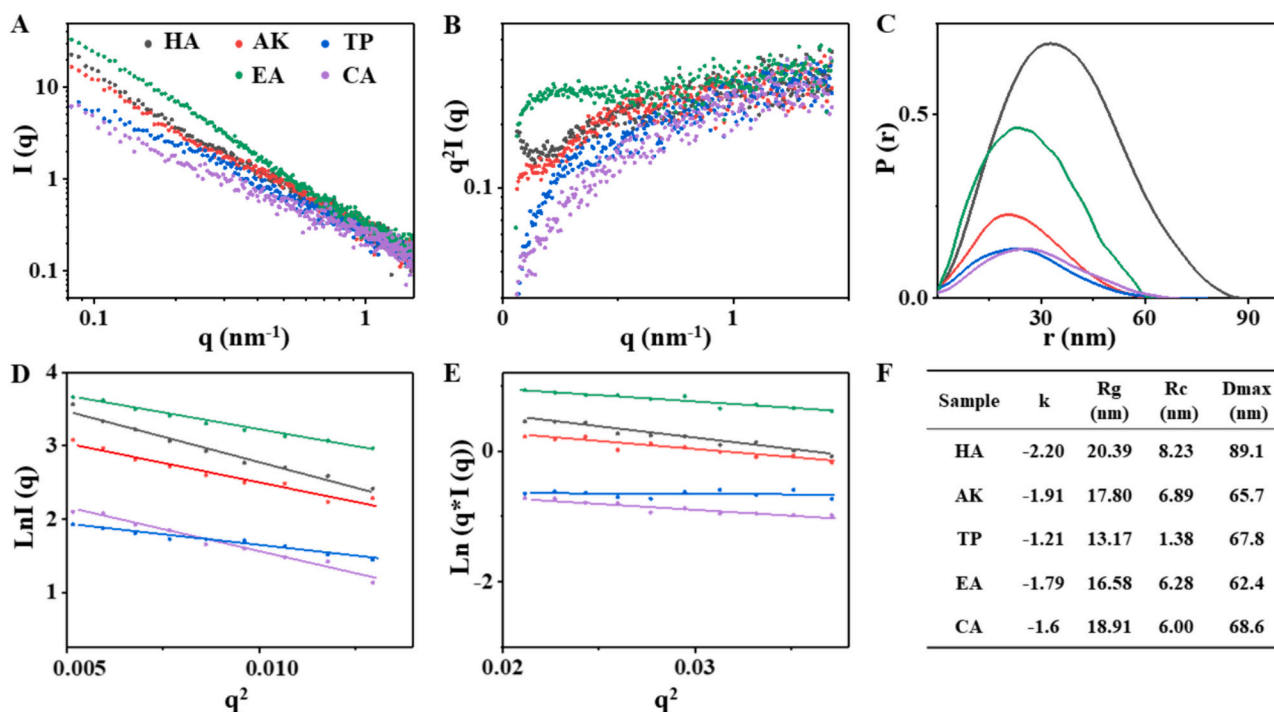 A
HA AK TP
EA CA
I (q)
10
1
0.1
0.1 1
q (nm⁻¹)
B
q²I (q)
0.1
0 1
q (nm⁻¹)
C
P (r)
0.5
0.0
30 60 90
r (nm)
D
LnI (q)
4
3
2
1
0.005 0.010
q²
E
Ln (q*I (q))
0
-2
0.02 0.03
q²
F
Sample k Rg (nm) Rc (nm) Dmax (nm)
HA -2.20 20.39 8.23 89.1
AK -1.91 17.80 6.89 65.7
TP -1.21 13.17 1.38 67.8
EA -1.79 16.58 6.28 62.4
CA -1.6 18.91 6.00 68.6